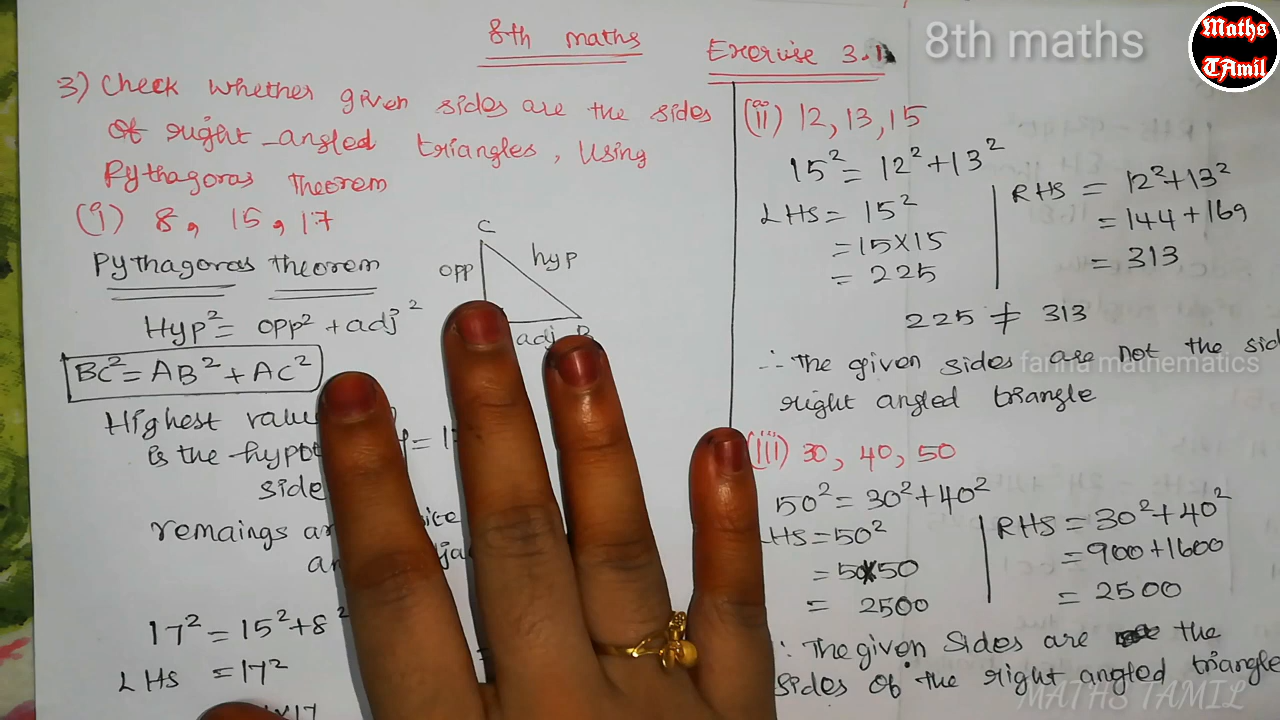 8th maths
Exercise 3.1
8th maths
Maths
TAmil
3) Check whether given sides are the sides
of right-angled triangles, Using
Pythagoras Theorem
(i) 8, 15, 17
Pythagoras theorem
Hyp² = opp² + adj²
BC² = AB² + AC²
C
opp
hyp
adj
B
Highest
is the
side
remaings
17² = 15² + 8²
LHS = 17²
(ii) 12, 13, 15
15² = 12² + 13²
LHS = 15²
= 15×15
= 225
RHS = 12² + 13²
= 144 + 169
= 313
225 ≠ 313
∴ The given sides are not the
right angled triangle
fanna mathematics
(iii) 30, 40, 50
50² = 30² + 40²
LHS = 50²
= 50×50
= 2500
RHS = 30² + 40²
= 900 + 1600
= 2500
∴ The given sides are the
sides of the right angled triangle
MATHS TAMIL